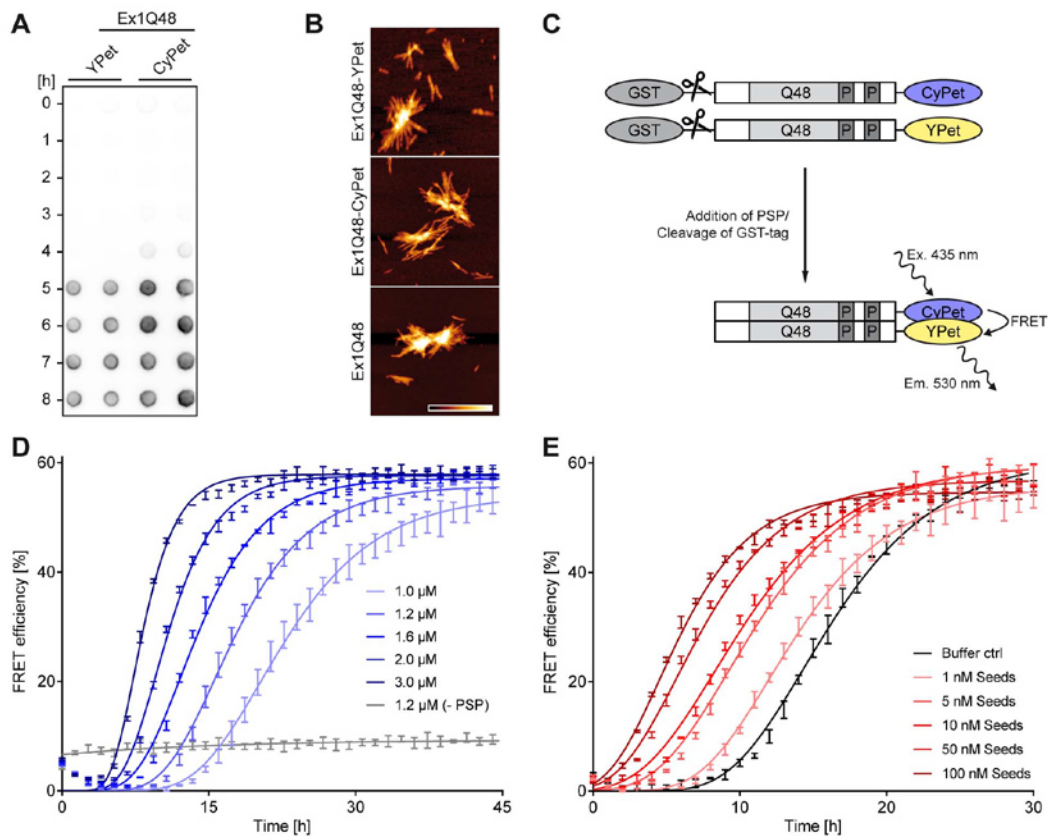 A
Ex1Q48
YPet
CyPet
[h]
0
1
2
3
4
5
6
7
8
B
Ex1Q48-YPet
Ex1Q48-CyPet
Ex1Q48
C
GST
Q48
P
P
CyPet
GST
Q48
P
P
YPet
Addition of PSP/
Cleavage of GST-tag
Ex. 435 nm
Q48
P
P
CyPet
Q48
P
P
YPet
FRET
Em. 530 nm
D
60
40
20
0
FRET efficiency [%]
1.0 µM
1.2 µM
1.6 µM
2.0 µM
3.0 µM
1.2 µM (- PSP)
0
15
30
45
Time [h]
E
60
40
20
0
FRET efficiency [%]
Buffer ctrl
1 nM Seeds
5 nM Seeds
10 nM Seeds
50 nM Seeds
100 nM Seeds
0
10
20
30
Time [h]